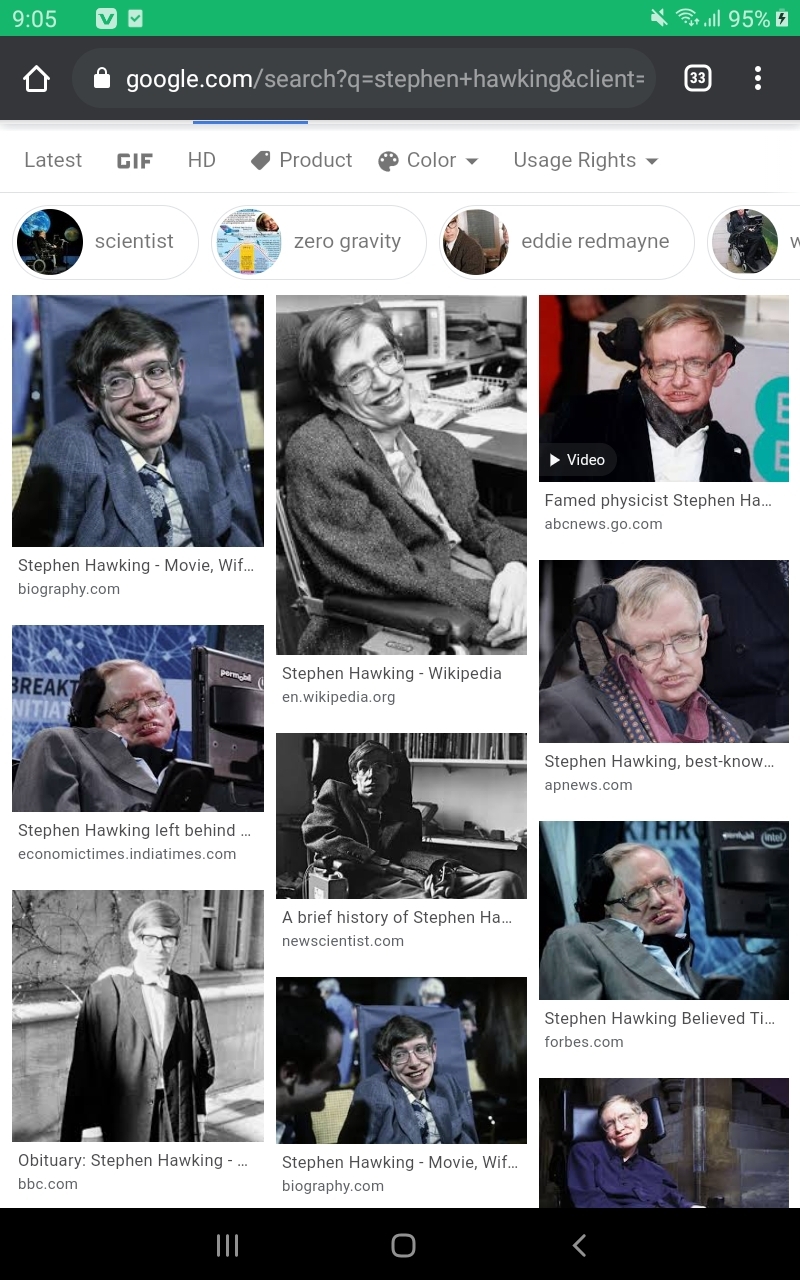 9:05
95%
google.com/search?q=stephen+hawking&client=
33
Latest
GIF
HD
Product
Color
Usage Rights
scientist
zero gravity
eddie redmayne
w
Stephen Hawking - Movie, Wif...
biography.com
BREAKT
INITIAT
permobil
Stephen Hawking left behind ...
economictimes.indiatimes.com
Obituary: Stephen Hawking - ...
bbc.com
Stephen Hawking - Wikipedia
en.wikipedia.org
A brief history of Stephen Ha...
newscientist.com
Stephen Hawking - Movie, Wif...
biography.com
Video
Famed physicist Stephen Ha...
abcnews.go.com
Stephen Hawking, best-know...
apnews.com
KTHRO
permobil
intel
Stephen Hawking Believed Ti...
forbes.com